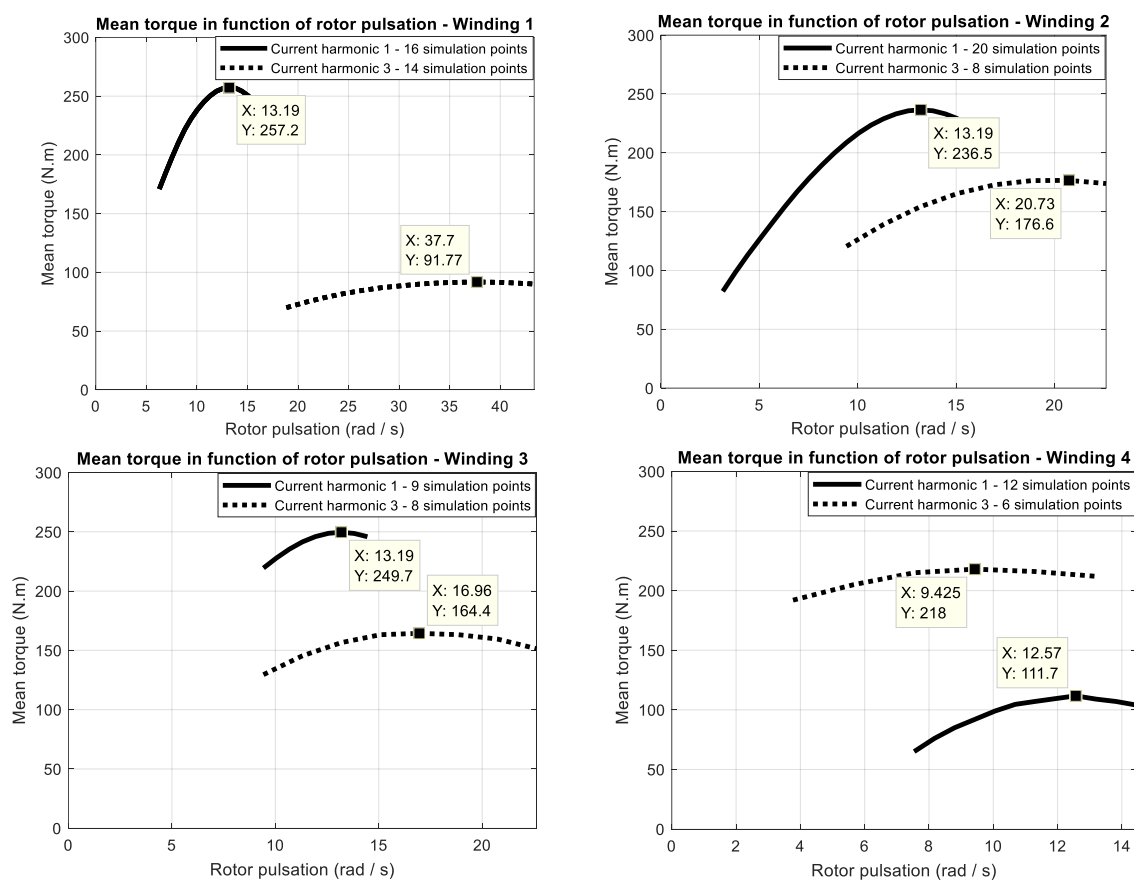 Mean torque in function of rotor pulsation - Winding 1
Current harmonic 1 - 16 simulation points
Current harmonic 3 - 14 simulation points
300
250
200
150
100
50
0
Mean torque (N.m)
X: 13.19
Y: 257.2
X: 37.7
Y: 91.77
0 5 10 15 20 25 30 35 40
Rotor pulsation (rad / s)
Mean torque in function of rotor pulsation - Winding 2
Current harmonic 1 - 20 simulation points
Current harmonic 3 - 8 simulation points
300
250
200
150
100
50
0
Mean torque (N.m)
X: 13.19
Y: 236.5
X: 20.73
Y: 176.6
0 5 10 15 20
Rotor pulsation (rad / s)
Mean torque in function of rotor pulsation - Winding 3
Current harmonic 1 - 9 simulation points
Current harmonic 3 - 8 simulation points
300
250
200
150
100
50
0
Mean torque (N.m)
X: 13.19
Y: 249.7
X: 16.96
Y: 164.4
0 5 10 15 20
Rotor pulsation (rad / s)
Mean torque in function of rotor pulsation - Winding 4
Current harmonic 1 - 12 simulation points
Current harmonic 3 - 6 simulation points
300
250
200
150
100
50
0
Mean torque (N.m)
X: 9.425
Y: 218
X: 12.57
Y: 111.7
0 2 4 6 8 10 12 14
Rotor pulsation (rad / s)